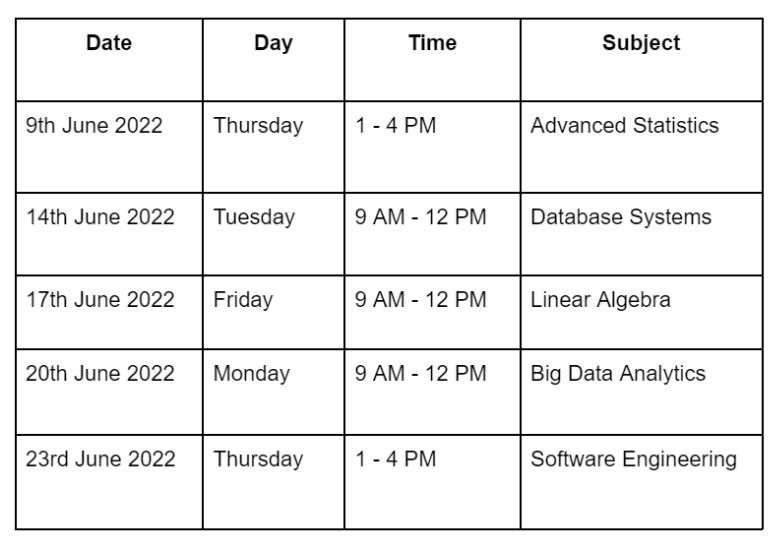 Date Day Time Subject
9th June 2022 Thursday 1 - 4 PM Advanced Statistics
14th June 2022 Tuesday 9 AM - 12 PM Database Systems
17th June 2022 Friday 9 AM - 12 PM Linear Algebra
20th June 2022 Monday 9 AM - 12 PM Big Data Analytics
23rd June 2022 Thursday 1 - 4 PM Software Engineering